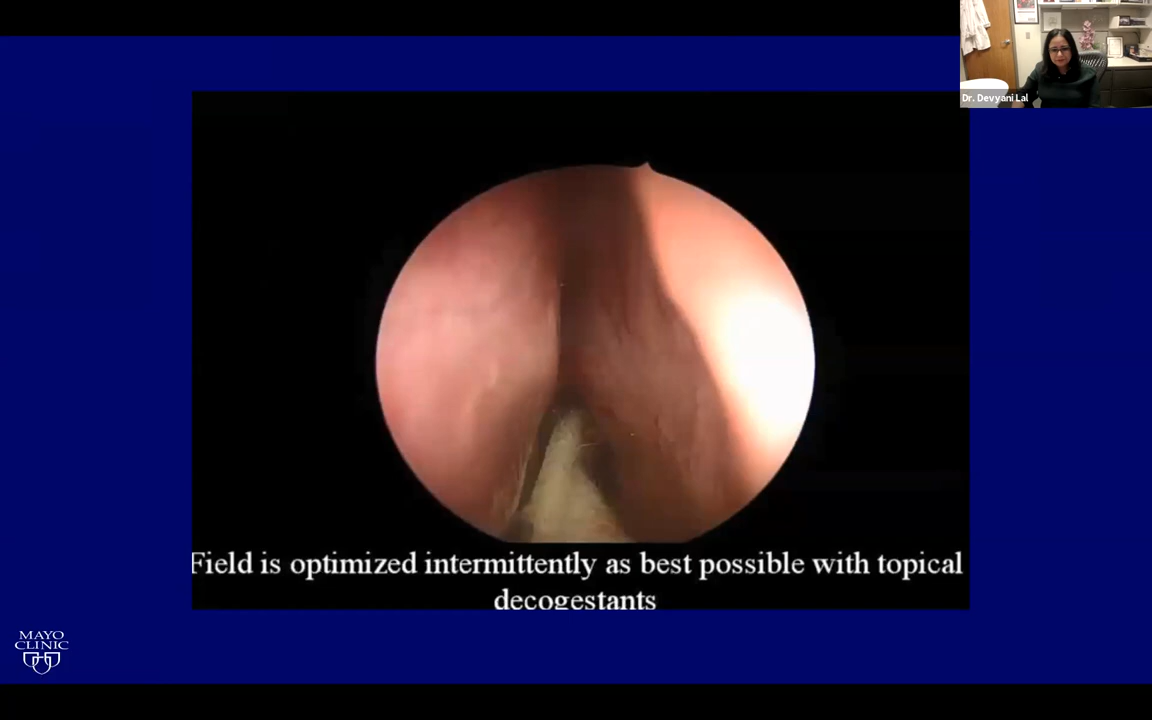 Dr. Devyani Lal
Field is optimized intermittently as best possible with topical
decogestants
MAYO
CLINIC